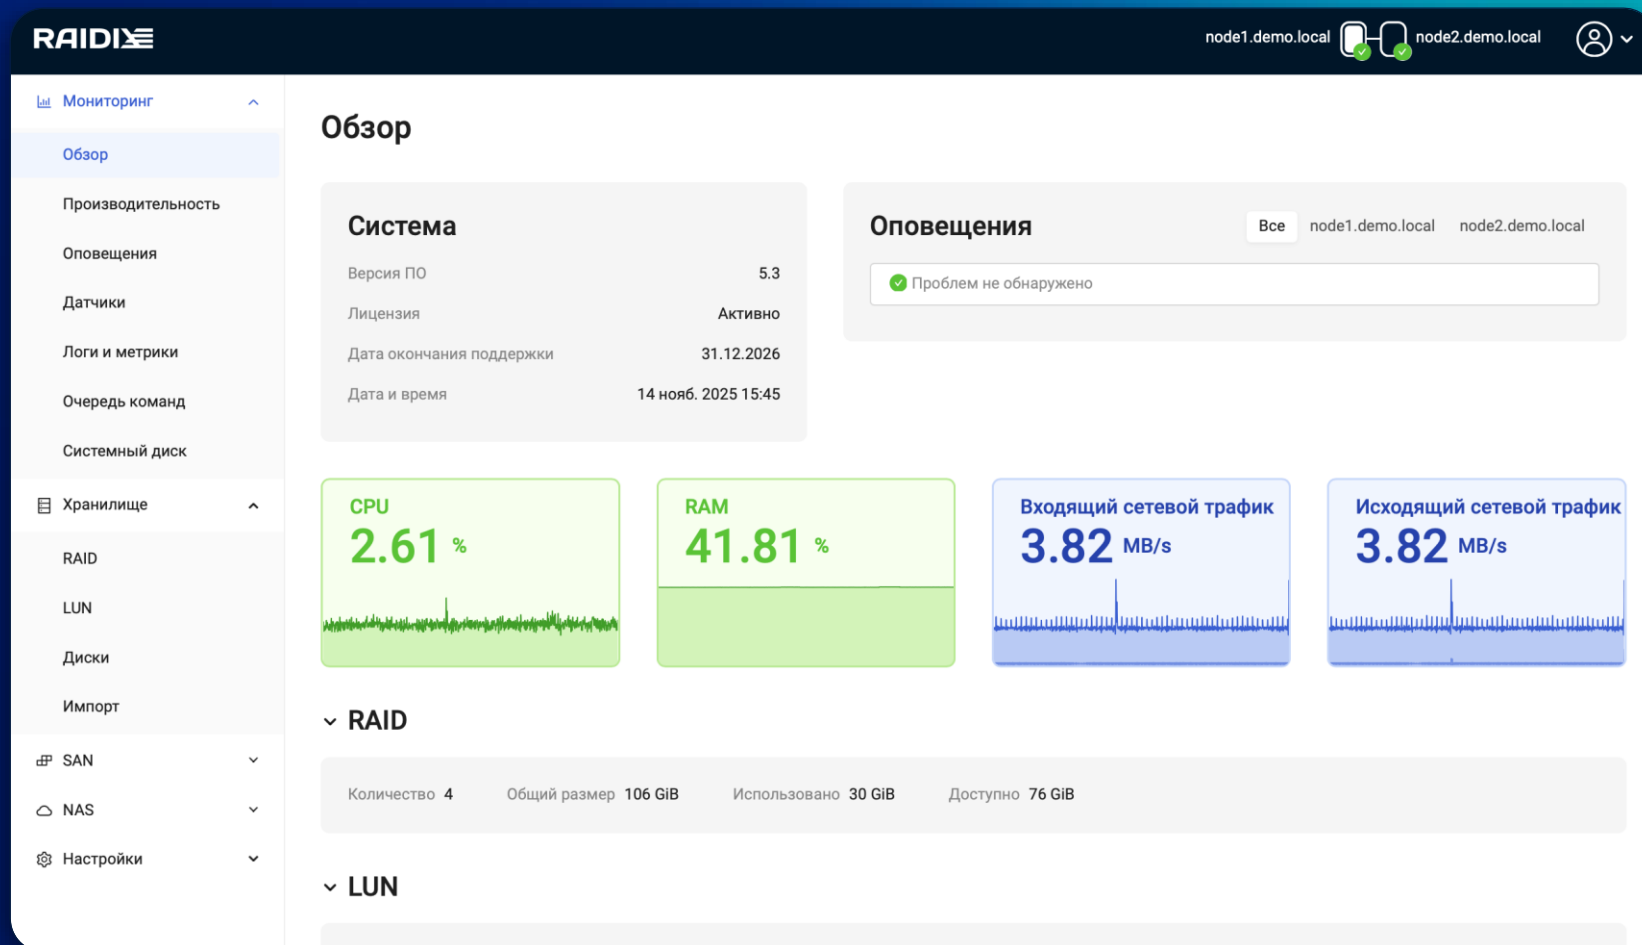 RAIDIX
node1.demo.local
node2.demo.local
Мониторинг
Обзор
Производительность
Оповещения
Датчики
Логи и метрики
Очередь команд
Системный диск
Хранилище
RAID
LUN
Диски
Импорт
SAN
NAS
Настройки
Обзор
Система
Версия ПО 5.3
Лицензия Активно
Дата окончания поддержки 31.12.2026
Дата и время 14 нояб. 2025 15:45
Оповещения
Все node1.demo.local node2.demo.local
Проблем не обнаружено
CPU
2.61 %
RAM
41.81 %
Входящий сетевой трафик
3.82 MB/s
Исходящий сетевой трафик
3.82 MB/s
RAID
Количество 4 Общий размер 106 GiB Использовано 30 GiB Доступно 76 GiB
LUN